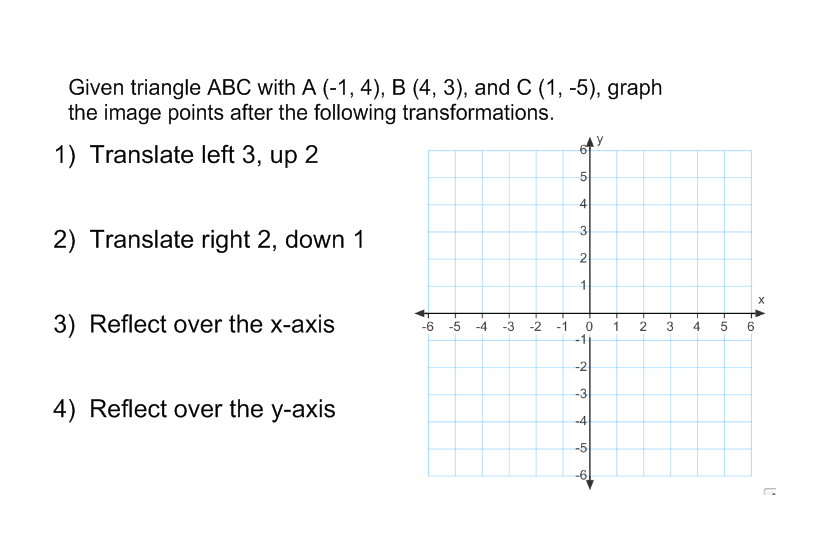 Given triangle ABC with A (-1, 4), B (4, 3), and C (1, -5), graph
the image points after the following transformations.
1) Translate left 3, up 2
2) Translate right 2, down 1
3) Reflect over the x-axis
4) Reflect over the y-axis
y
6
5
4
3
2
1
x
-6 -5 -4 -3 -2 -1 0 1 2 3 4 5 6
-1
-2
-3
-4
-5
-6